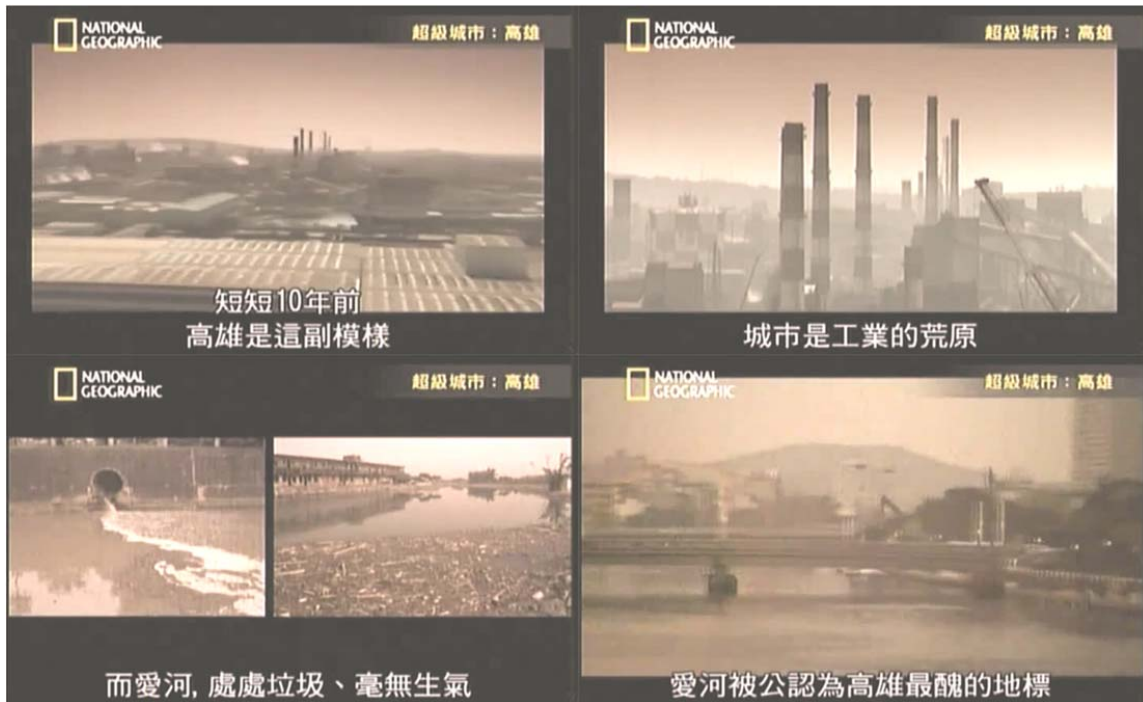 NATIONAL
GEOGRAPHIC
超級城市：高雄
短短10年前
高雄是這副模樣
NATIONAL
GEOGRAPHIC
超級城市：高雄
城市是工業的荒原
NATIONAL
GEOGRAPHIC
超級城市：高雄
而愛河, 處處垃圾、毫無生氣
NATIONAL
GEOGRAPHIC
超級城市：高雄
愛河被公認為高雄最醜的地標